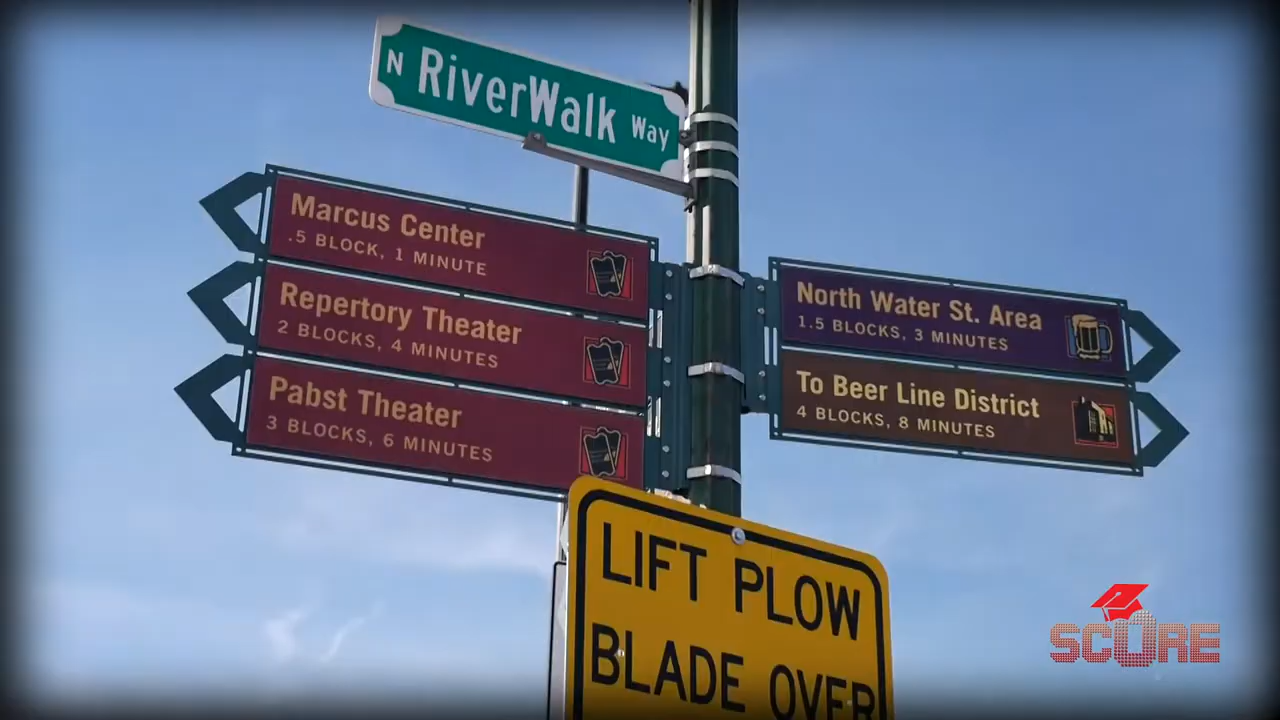 N RiverWalk Way
Marcus Center
.5 BLOCK, 1 MINUTE
Repertory Theater
2 BLOCKS, 4 MINUTES
Pabst Theater
3 BLOCKS, 6 MINUTES
North Water St. Area
1.5 BLOCKS, 3 MINUTES
To Beer Line District
4 BLOCKS, 8 MINUTES
LIFT PLOW
BLADE OVER
SCURE